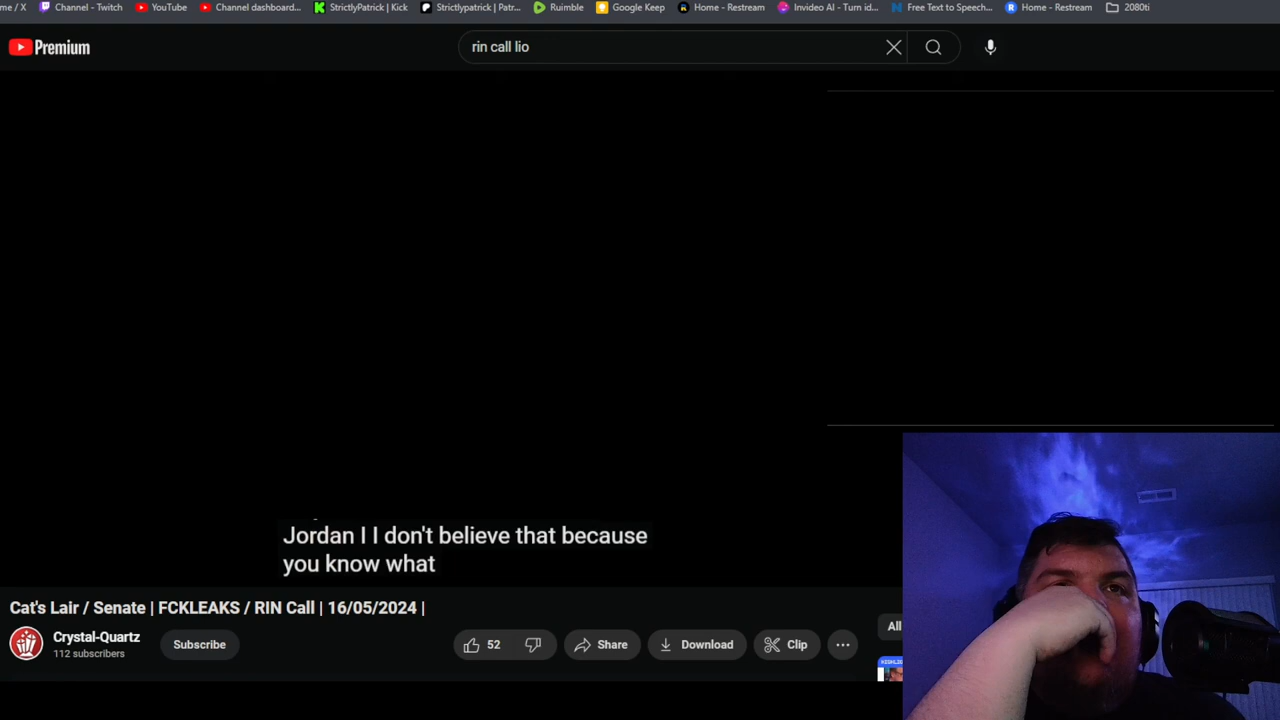 me / X Channel - Twitch YouTube Channel dashboard... StrictlyPatrick | Kick Strictlypatrick | Patr... Rumble Google Keep Home - Restream Invideo AI - Turn id... Free Text to Speech... Home - Restream 2080ti
Premium
rin call lio
Jordan I I don't believe that because
you know what
Cat's Lair / Senate | FCKLEAKS / RIN Call | 16/05/2024 |
Crystal-Quartz
112 subscribers
Subscribe
52
Share
Download
Clip
All